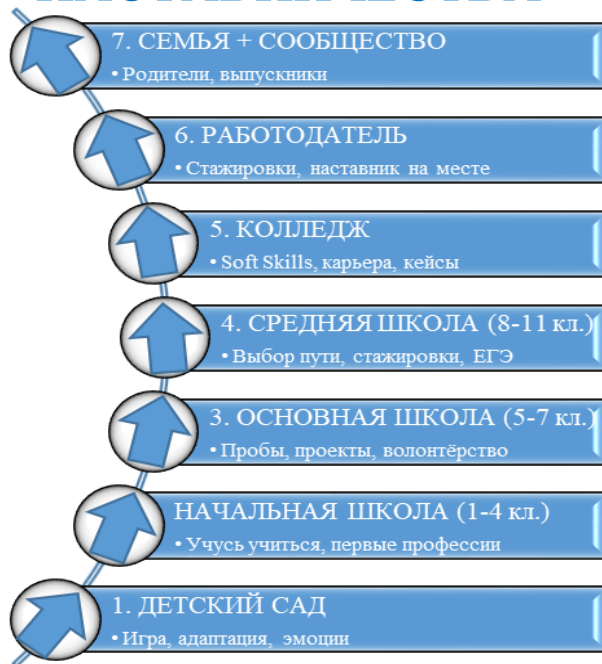 7. СЕМЬЯ + СООБЩЕСТВО
• Родители, выпускники
6. РАБОТОДАТЕЛЬ
• Стажировки, наставник на месте
5. КОЛЛЕДЖ
• Soft Skills, карьера, кейсы
4. СРЕДНЯЯ ШКОЛА (8-11 кл.)
• Выбор пути, стажировки, ЕГЭ
3. ОСНОВНАЯ ШКОЛА (5-7 кл.)
• Пробы, проекты, волонтёрство
НАЧАЛЬНАЯ ШКОЛА (1-4 кл.)
• Учусь учиться, первые профессии
1. ДЕТСКИЙ САД
• Игра, адаптация, эмоции